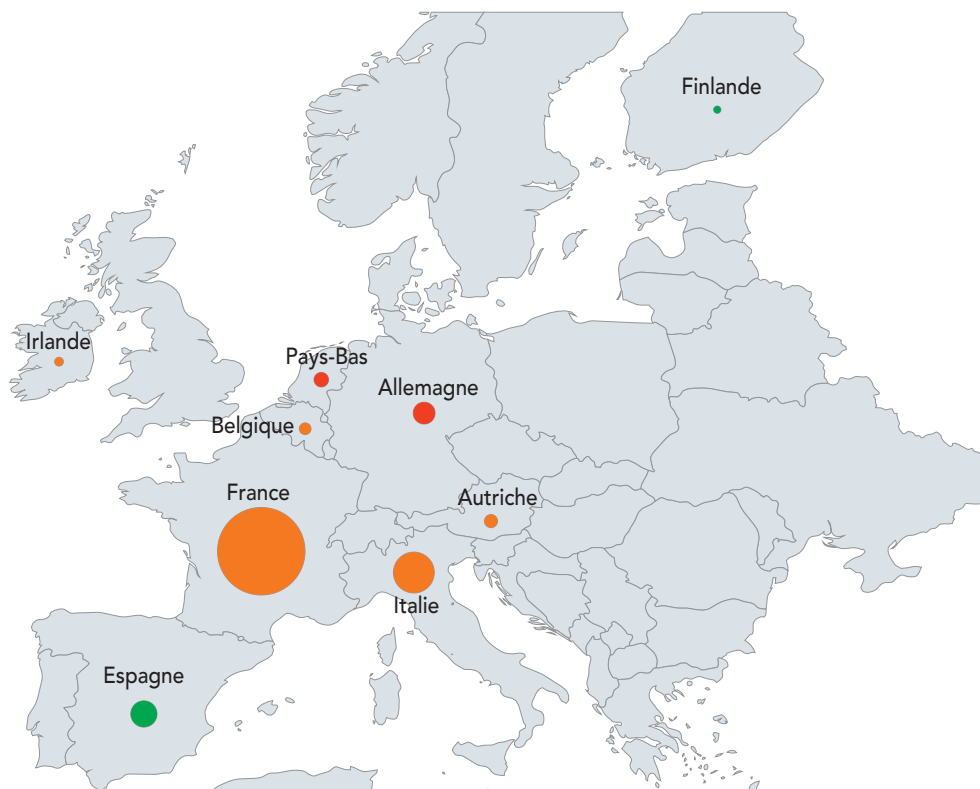 Finlande
Irlande
Pays-Bas
Allemagne
Belgique
France
Autriche
Italie
Espagne